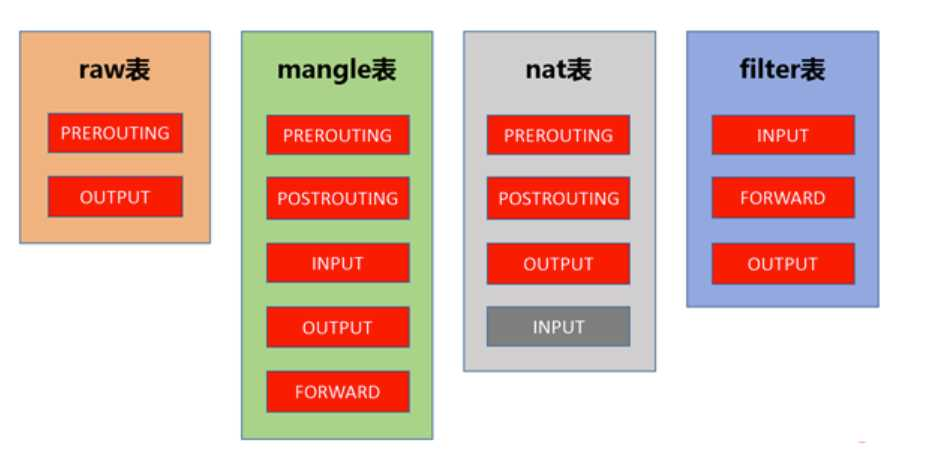 raw表
PREROUTING
OUTPUT
mangle表
PREROUTING
POSTROUTING
INPUT
OUTPUT
FORWARD
nat表
PREROUTING
POSTROUTING
OUTPUT
INPUT
filter表
INPUT
FORWARD
OUTPUT